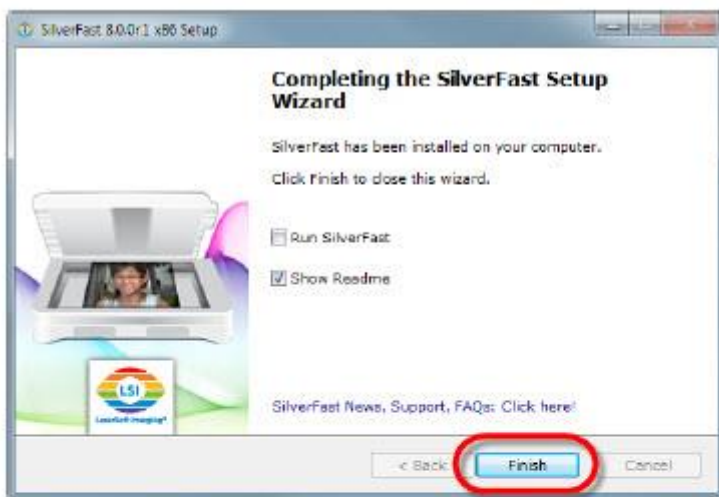 SilverFast 8.0.0r1 x86 Setup
Completing the SilverFast Setup
Wizard
SilverFast has been installed on your computer.
Click Finish to close this wizard.
Run SilverFast
Show Readme
LSI
LaserSoft Imaging®
SilverFast News, Support, FAQs: Click here!
< Back
Finish
Cancel